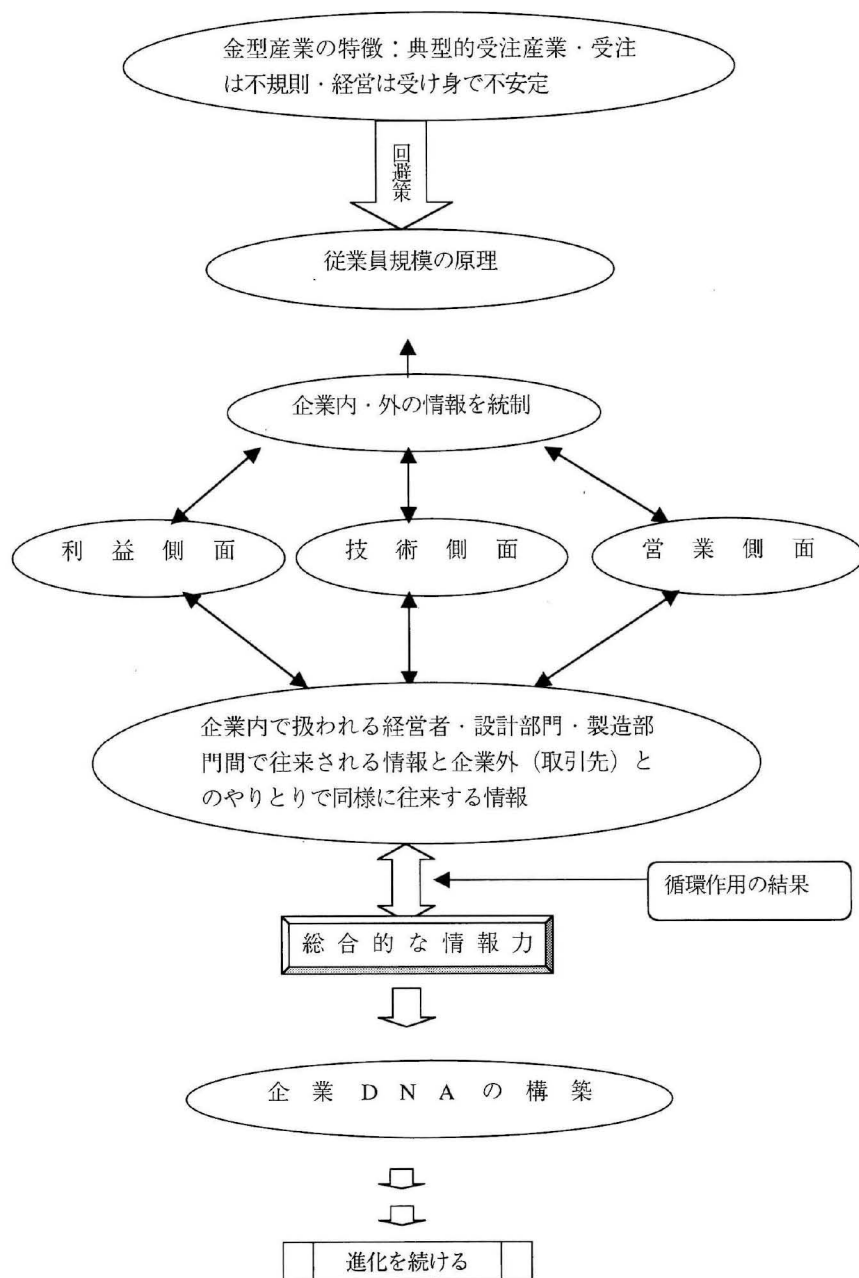 金型産業の特徴：典型的受注産業・受注
は不規則・経営は受け身で不安定
回避策
従業員規模の原理
企業内・外の情報を統制
利益側面
技術側面
営業側面
企業内で扱われる経営者・設計部門・製造部
門間で往来される情報と企業外（取引先）と
のやりとりで同様に往来する情報
循環作用の結果
総合的な情報力
企業DNAの構築
進化を続ける